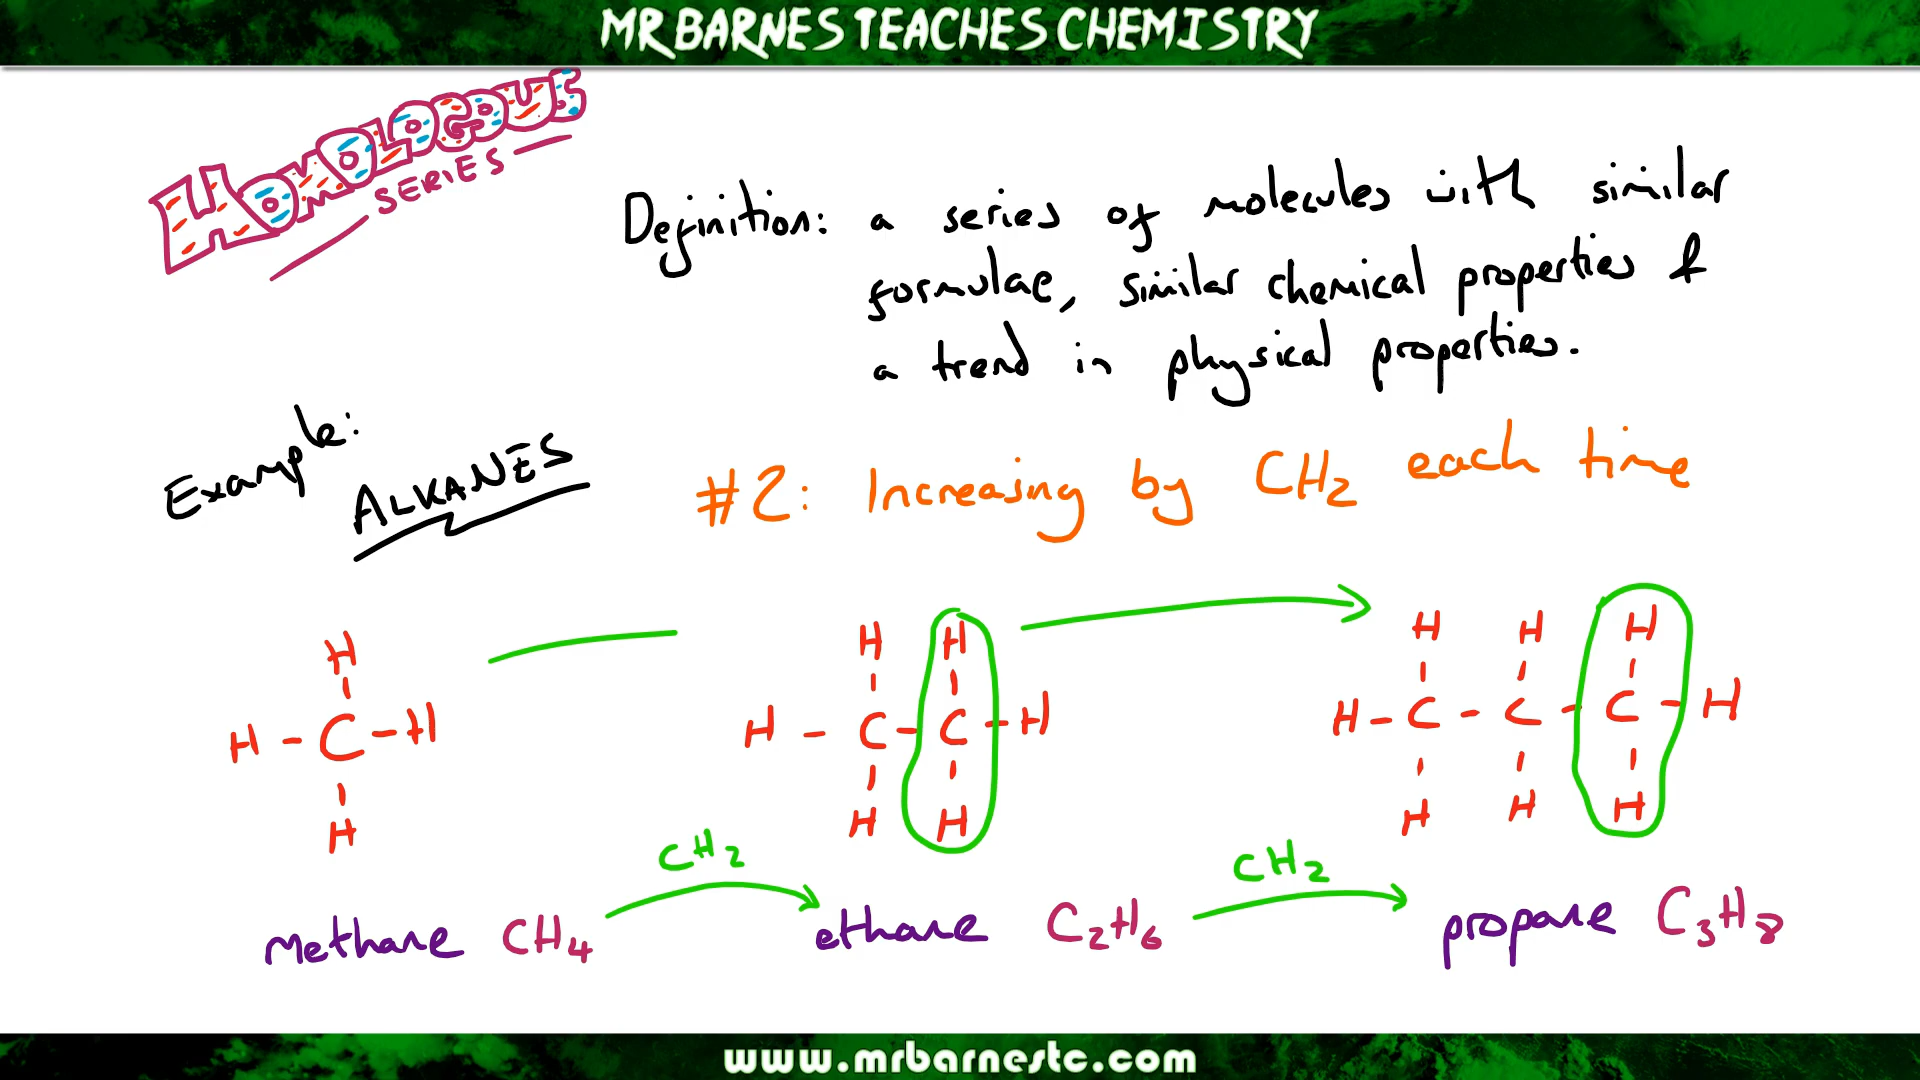 MR BARNES TEACHES CHEMISTRY
HOMOLOGOUS
SERIES
Definition: a series of molecules with similar
formulae, similar chemical properties &
a trend in physical properties.
Example:
ALKANES
#2: Increasing by CH₂ each time
H
H - C - H
H
H H
H - C - C - H
H H
H H H
H - C - C - C - H
H H H
CH₂
CH₂
methane CH₄
ethane C₂H₆
propane C₃H₈
www.mrbarnestc.com